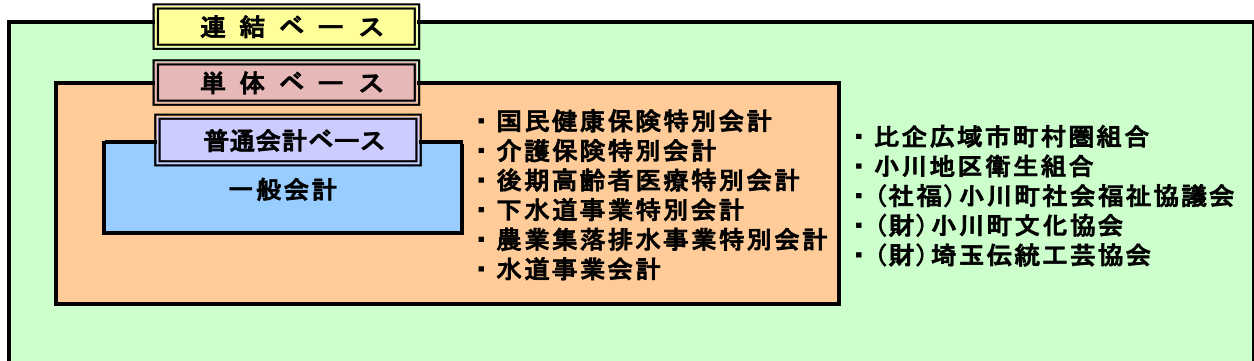 連結ベース
単体ベース
普通会計ベース
一般会計
・国民健康保険特別会計
・介護保険特別会計
・後期高齢者医療特別会計
・下水道事業特別会計
・農業集落排水事業特別会計
・水道事業会計
・比企広域市町村圏組合
・小川地区衛生組合
・(社福)小川町社会福祉協議会
・(財)小川町文化協会
・(財)埼玉伝統工芸協会